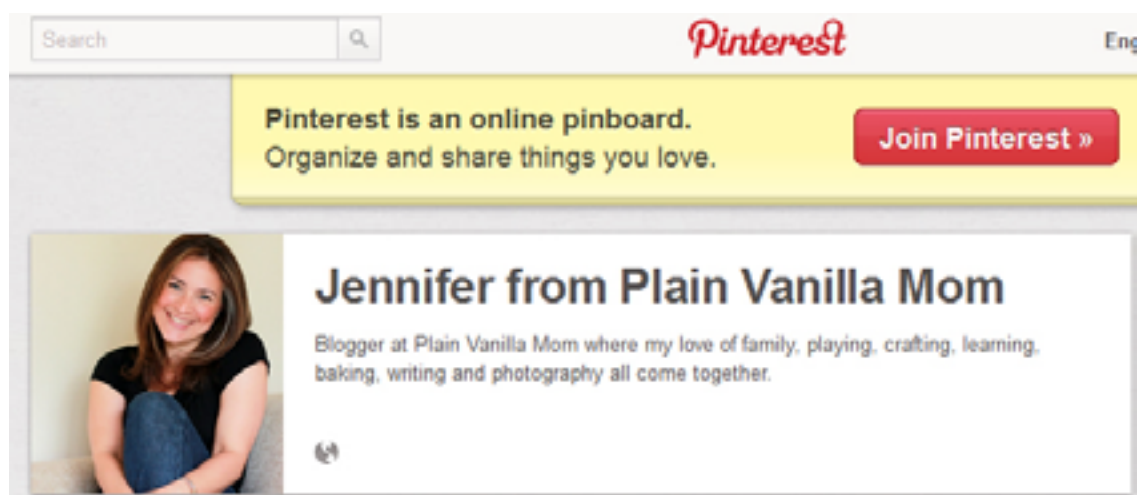 Search
Pinterest
Eng
Pinterest is an online pinboard.
Organize and share things you love.
Join Pinterest »
Jennifer from Plain Vanilla Mom
Blogger at Plain Vanilla Mom where my love of family, playing, crafting, learning,
baking, writing and photography all come together.